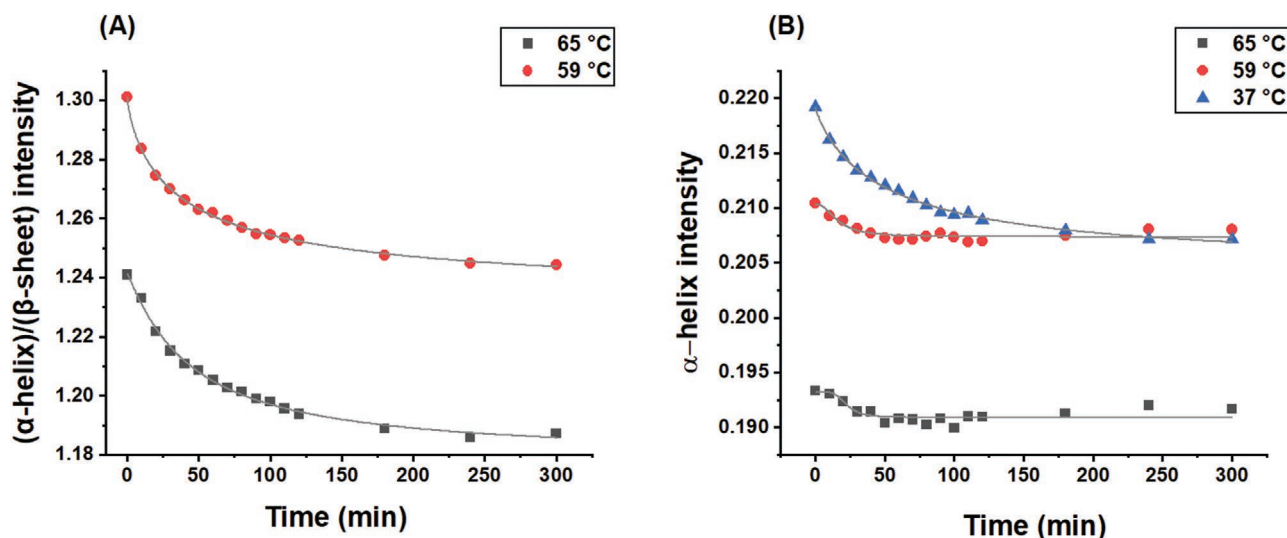 (A)
65 °C
59 °C
(α-helix)/(β-sheet) intensity
1.30
1.28
1.26
1.24
1.22
1.20
1.18
0 50 100 150 200 250 300
Time (min)
(B)
65 °C
59 °C
37 °C
α−helix intensity
0.220
0.215
0.210
0.205
0.200
0.195
0.190
0 50 100 150 200 250 300
Time (min)